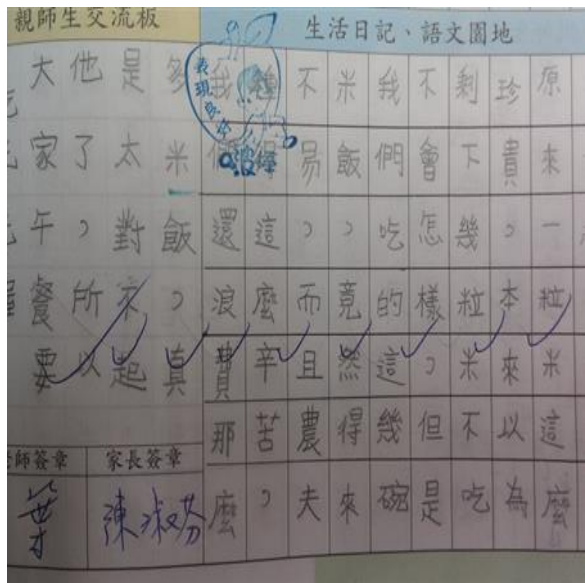 生活日記、語文園地
原來一粒米這麼
珍貴，本來以為
剩下幾粒米不吃
不會怎樣，但是
我們吃的這幾碗
米飯，竟然得來
不易，而且農夫
種得這麼辛苦，
我們還浪費那麼
親師生交流板
多米飯，真
是太對不起
他了，所以
大家午餐要
家長簽章
陳淑芬
師簽章
葉